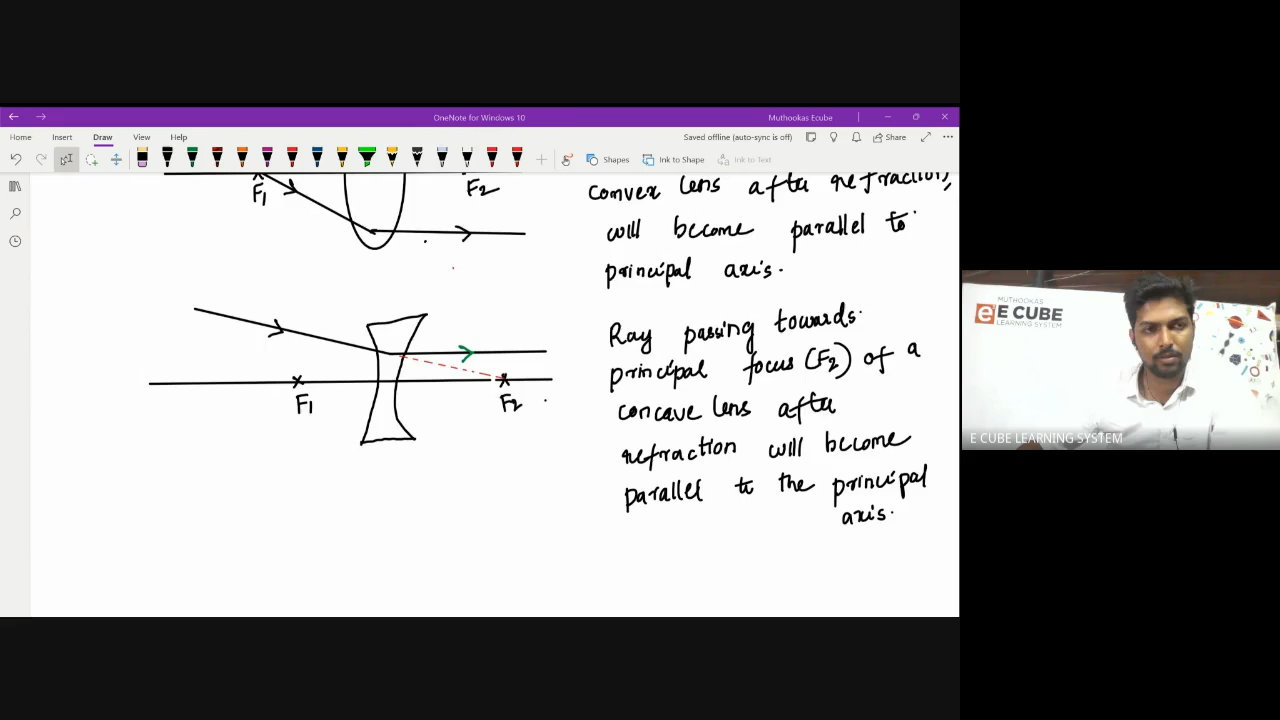 OneNote for Windows 10
Muthookas Ecube
Home Insert Draw View Help
Saved offline (auto-sync is off)
Share
Shapes
Ink to Shape
Ink to Text
F1
F2
convex lens after refraction,
will become parallel to
principal axis.
Ray passing towards
principal focus (F2) of a
concave lens after
refraction will become
parallel to the principal
axis.
F1
F2
MUTHOOKAS
e E CUBE
LEARNING SYSTEM
E CUBE LEARNING SYSTEM